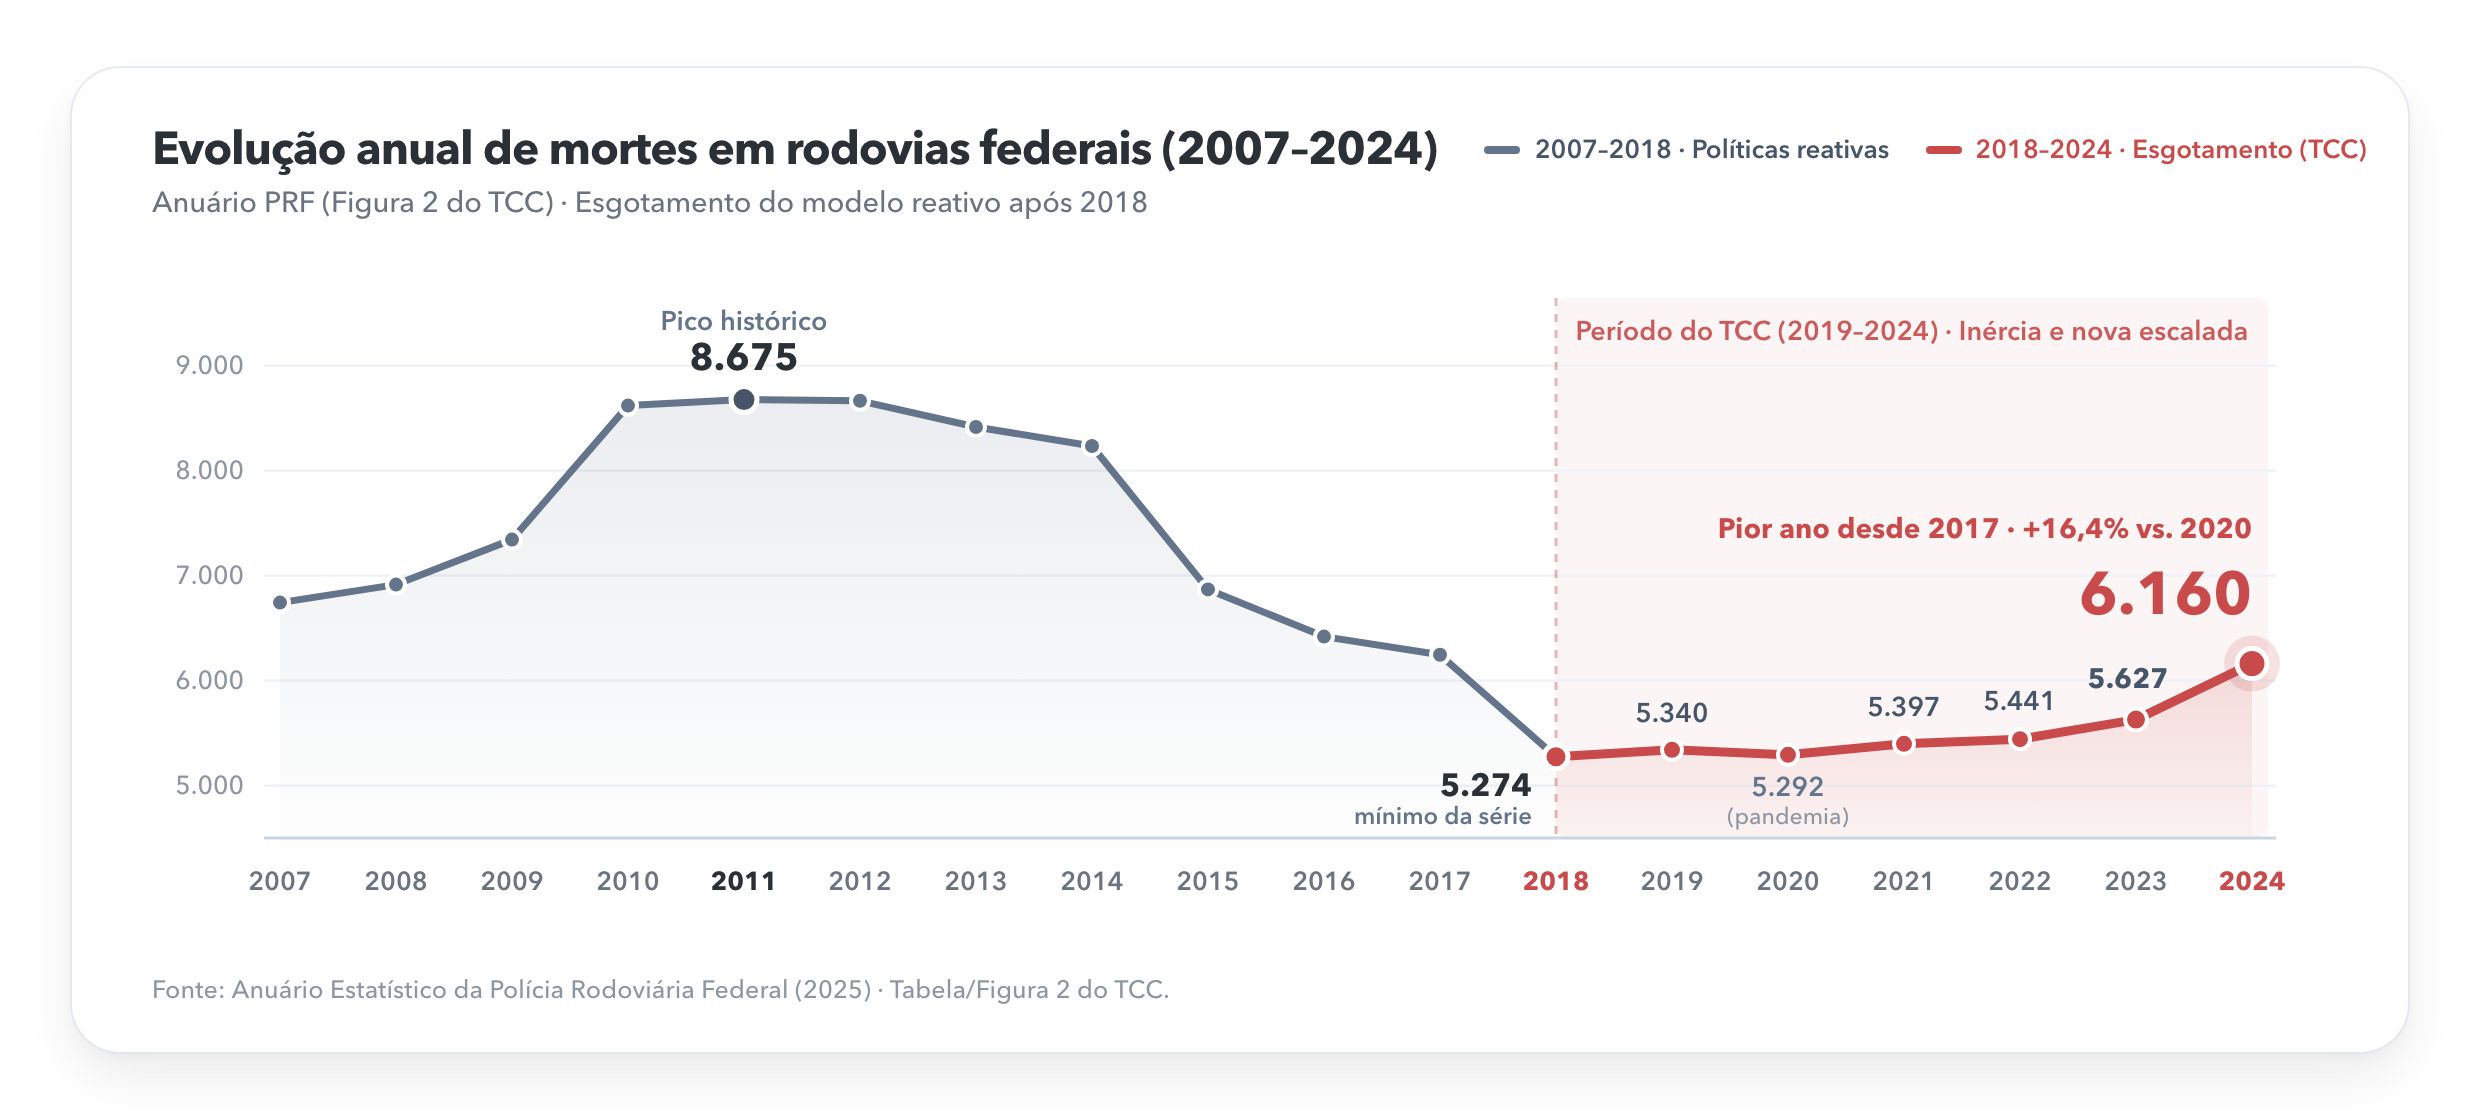 Evolução anual de mortes em rodovias federais (2007–2024)
2007–2018 · Políticas reativas
2018–2024 · Esgotamento (TCC)
Anuário PRF (Figura 2 do TCC) · Esgotamento do modelo reativo após 2018
Pico histórico
8.675
Período do TCC (2019–2024) · Inércia e nova escalada
9.000
8.000
Pior ano desde 2017 · +16,4% vs. 2020
7.000
6.160
6.000
5.627
5.340
5.397
5.441
5.000
5.274
mínimo da série
5.292
(pandemia)
2007 2008 2009 2010 2011 2012 2013 2014 2015 2016 2017 2018 2019 2020 2021 2022 2023 2024
Fonte: Anuário Estatístico da Polícia Rodoviária Federal (2025) · Tabela/Figura 2 do TCC.